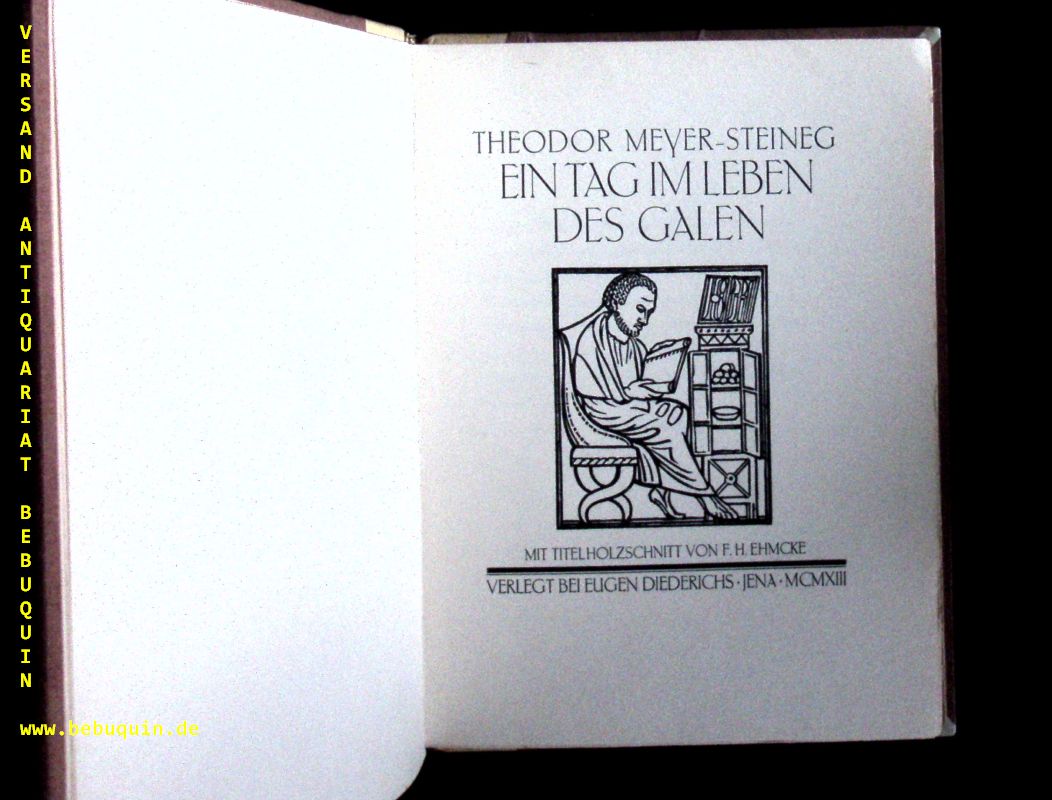 VERSAND ANTIQUARIAT BEBUQUIN
www.bebuquin.de
THEODOR MEYER-STEINEG
EIN TAG IM LEBEN
DES GALEN
MIT TITELHOLZSCHNITT VON F. H. EHMCKE
VERLEGT BEI EUGEN DIEDERICHS · JENA · MCMXIII